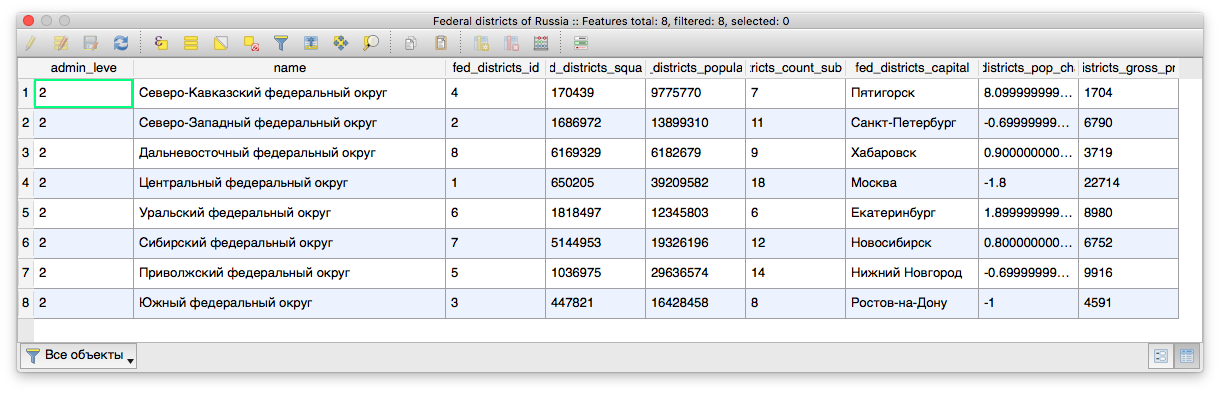 Federal districts of Russia :: Features total: 8, filtered: 8, selected: 0
admin_leve name fed_districts_id d_districts_squa _districts_popula tricts_count_sub fed_districts_capital districts_pop_cha istricts_gross_pr
1 2 Северо-Кавказский федеральный округ 4 170439 9775770 7 Пятигорск 8.099999999... 1704
2 2 Северо-Западный федеральный округ 2 1686972 13899310 11 Санкт-Петербург -0.69999999... 6790
3 2 Дальневосточный федеральный округ 8 6169329 6182679 9 Хабаровск 0.900000000... 3719
4 2 Центральный федеральный округ 1 650205 39209582 18 Москва -1.8 22714
5 2 Уральский федеральный округ 6 1818497 12345803 6 Екатеринбург 1.899999999... 8980
6 2 Сибирский федеральный округ 7 5144953 19326196 12 Новосибирск 0.800000000... 6752
7 2 Приволжский федеральный округ 5 1036975 29636574 14 Нижний Новгород -0.69999999... 9916
8 2 Южный федеральный округ 3 447821 16428458 8 Ростов-на-Дону -1 4591
Все объекты